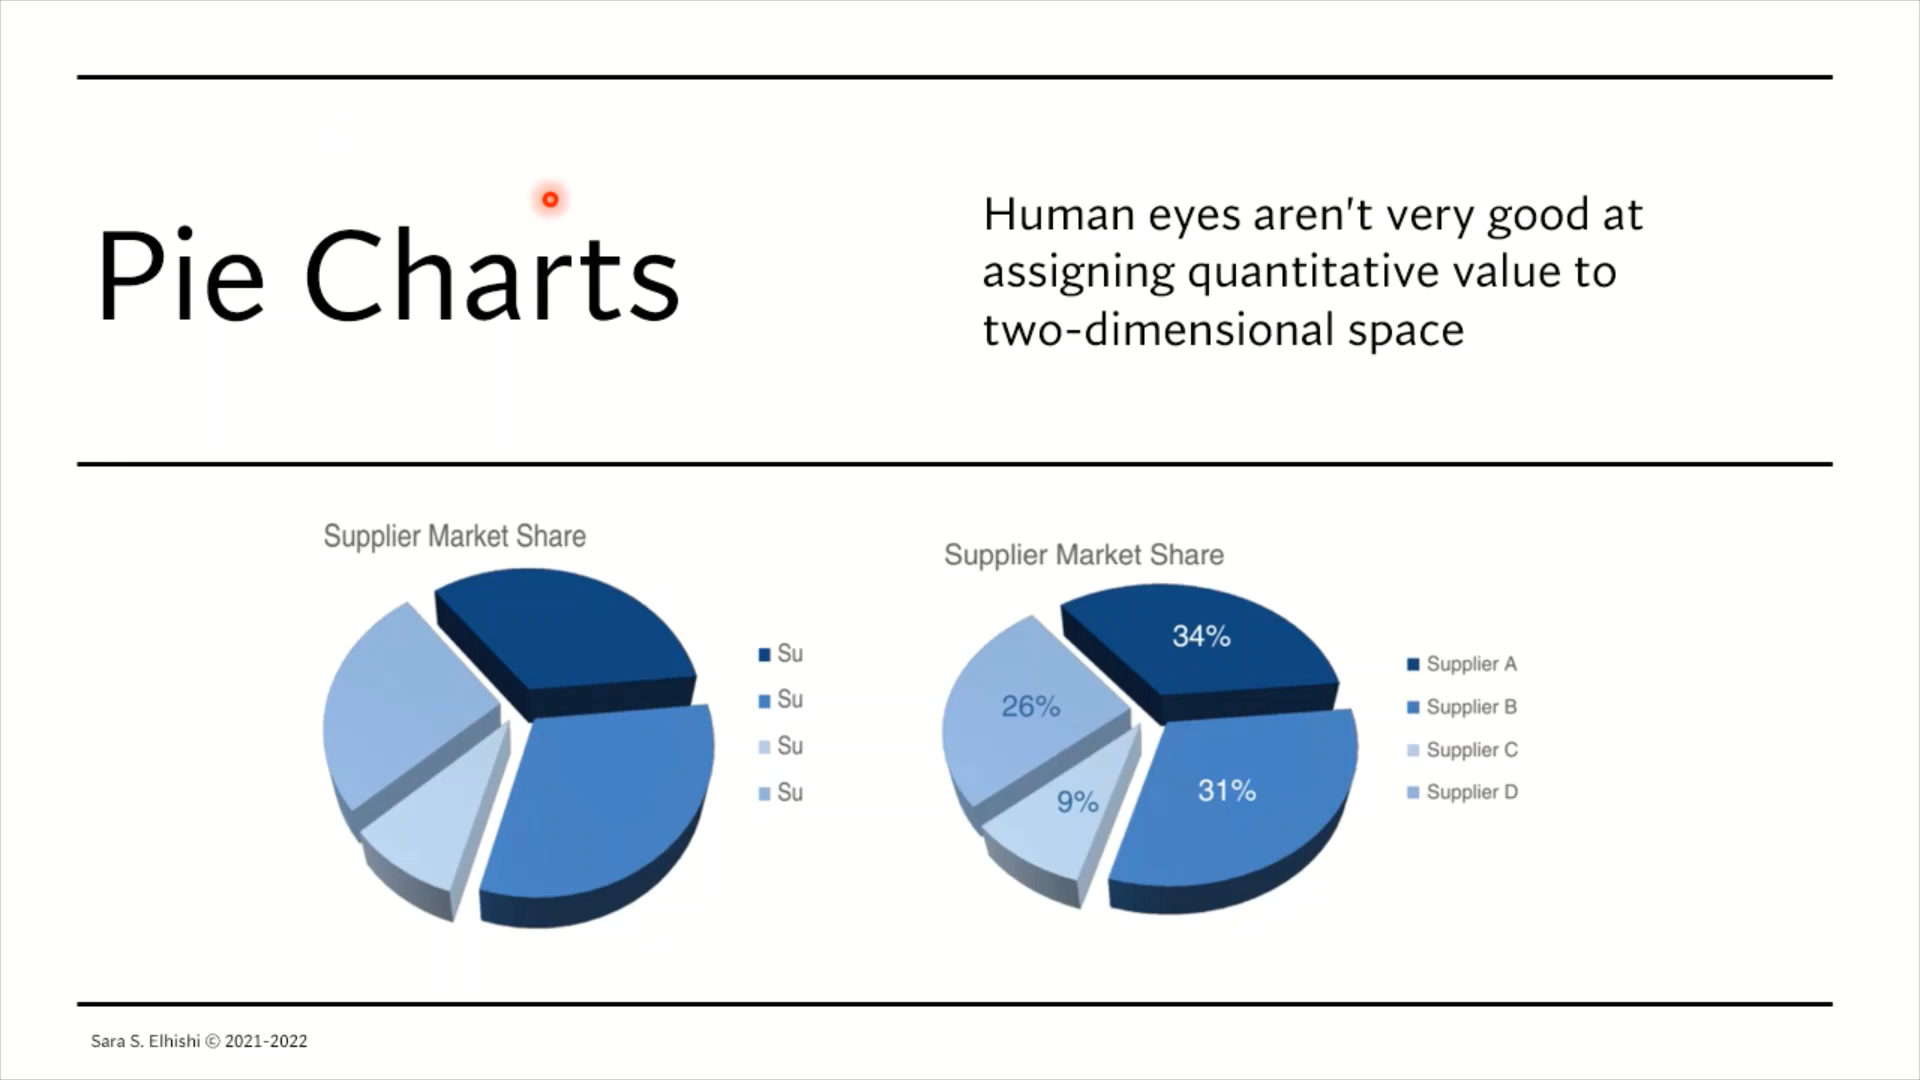 Pie Charts
Human eyes aren't very good at
assigning quantitative value to
two-dimensional space
Supplier Market Share
Su
Su
Su
Su
Supplier Market Share
34%
26%
9%
31%
Supplier A
Supplier B
Supplier C
Supplier D
Sara S. Elhishi © 2021-2022